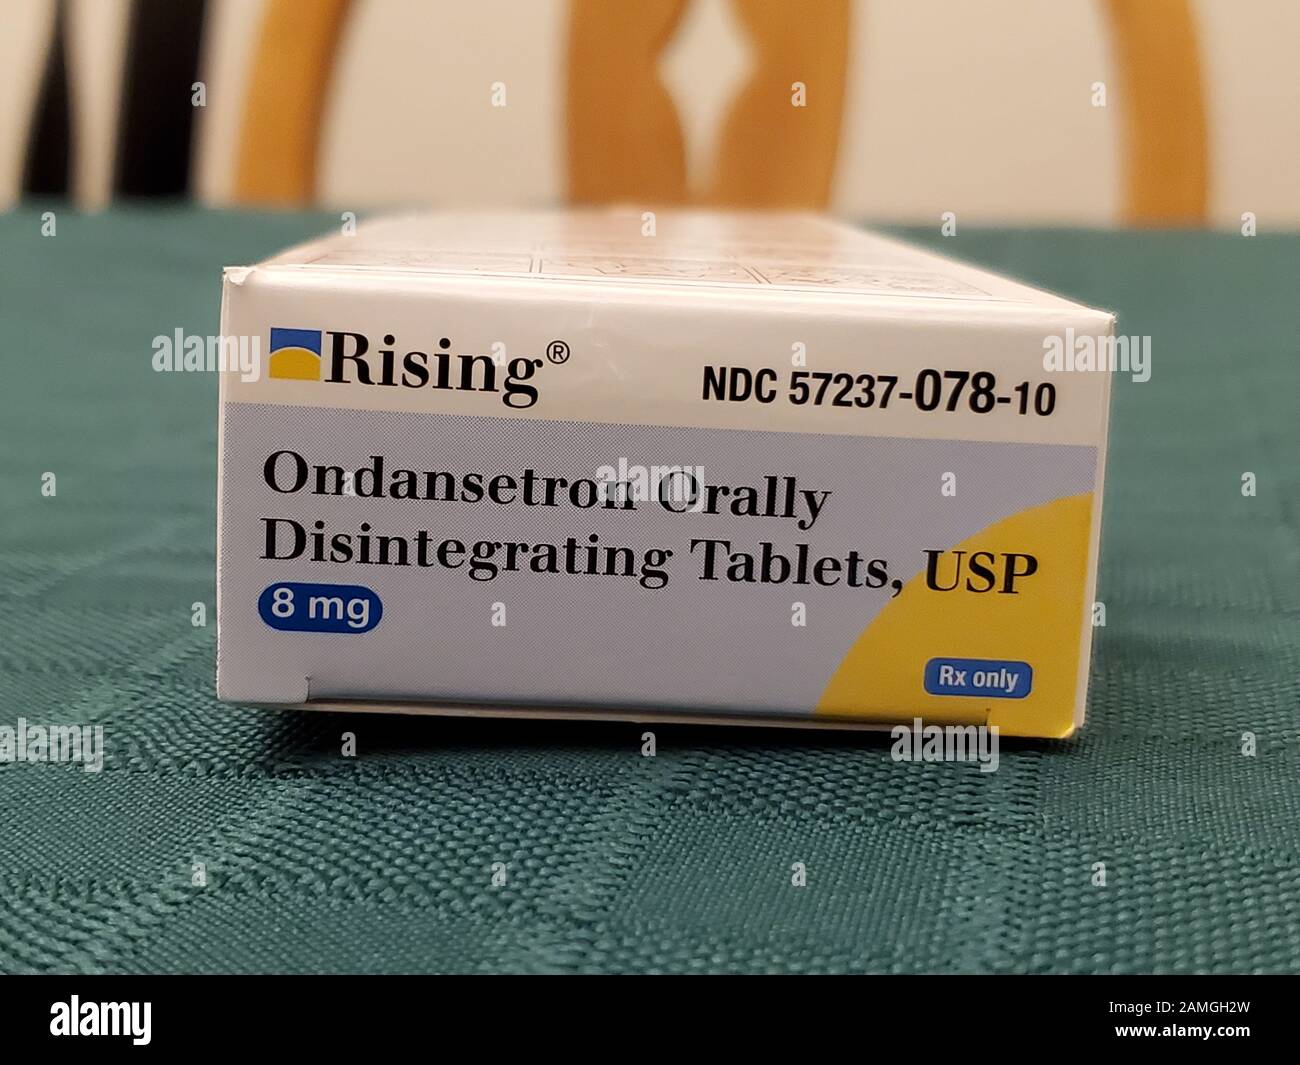 Rising®
NDC 57237-078-10
Ondansetron Orally
Disintegrating Tablets, USP
8 mg
Rx only
alamy
alamy
alamy
alamy
alamy
alamy
a a a a
a a a
a a
a a a
a a a
a a a
a a a a
alamy
Image ID: 2AMGH2W
www.alamy.com